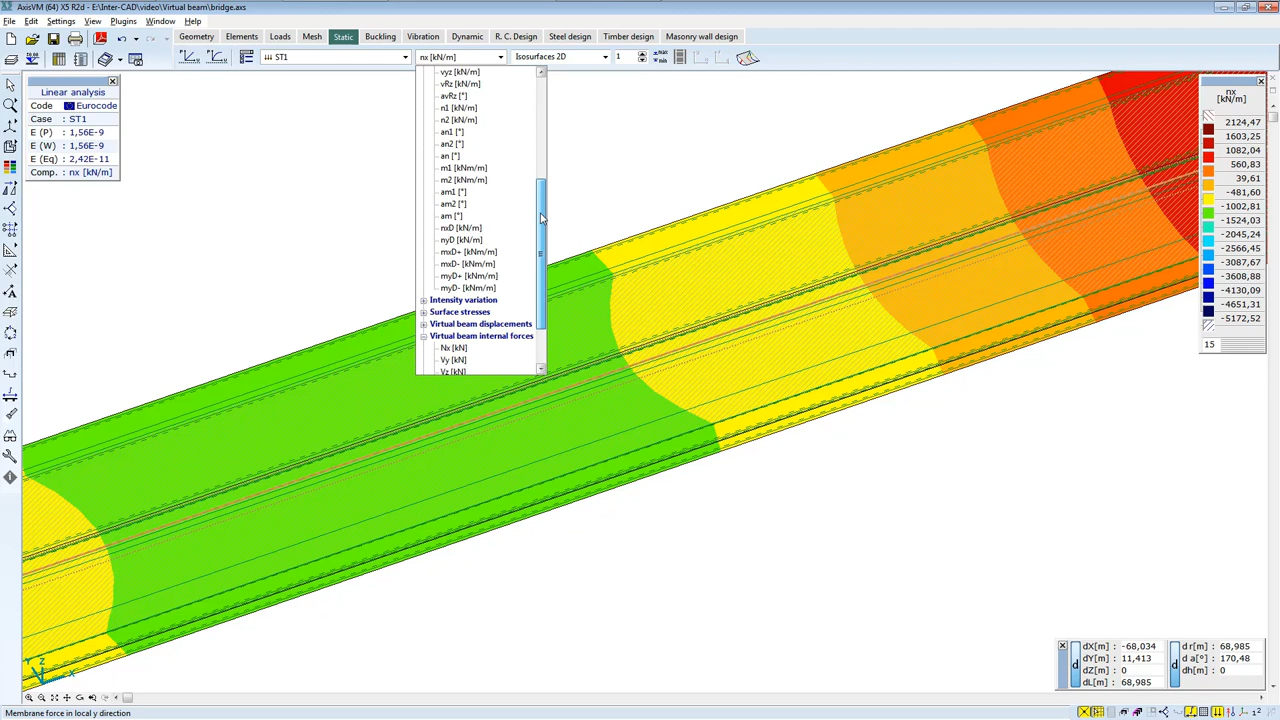 AxisVM (64) X5 R2d - E:\Inter-CAD\video\Virtual beam\bridge.axs
File Edit Settings View Plugins Window Help
Geometry Elements Loads Mesh Static Buckling Vibration Dynamic R. C. Design Steel design Timber design Masonry wall design
ST1 nx [kN/m] Isosurfaces 2D 1
Linear analysis
Code Eurocode
Case : ST1
E (P) : 1,56E-9
E (W) : 1,56E-9
E (Eq) : 2,42E-11
Comp. : nx [kN/m]
vyz [kN/m]
vRz [kN/m]
avRz [°]
n1 [kN/m]
n2 [kN/m]
an1 [°]
an2 [°]
an [°]
m1 [kNm/m]
m2 [kNm/m]
am1 [°]
am2 [°]
am [°]
nxD [kN/m]
nyD [kN/m]
mxD+ [kNm/m]
mxD- [kNm/m]
myD+ [kNm/m]
myD- [kNm/m]
Intensity variation
Surface stresses
Virtual beam displacements
Virtual beam internal forces
Nx [kN]
Vy [kN]
Vz [kN]
nx
[kN/m]
2124,47
1603,25
1082,04
560,83
39,61
-481,60
-1002,81
-1524,03
-2045,24
-2566,45
-3087,67
-3608,88
-4130,09
-4651,31
-5172,52
15
Z
Y
X
dX[m] : -68,034
dY[m] : 11,413
dZ[m] : 0
dL[m] : 68,985
d
d r[m] : 68,985
d a[°] : 170,48
dh[m] : 0
d
Membrane force in local y direction